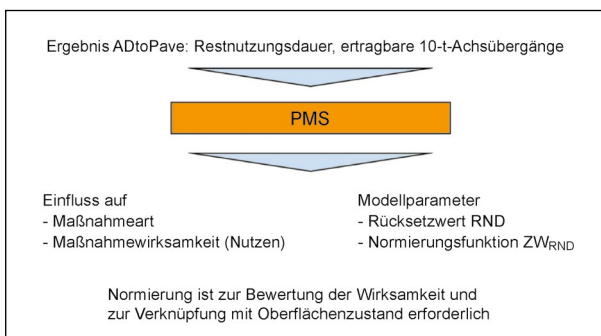 Ergebnis ADtoPave: Restnutzungsdauer, ertragbare 10-t-Achsübergänge
PMS
Einfluss auf
- Maßnahmeart
- Maßnahmewirksamkeit (Nutzen)
Modellparameter
- Rücksetzwert RND
- Normierungsfunktion ZWRND
Normierung ist zur Bewertung der Wirksamkeit und
zur Verknüpfung mit Oberflächenzustand erforderlich